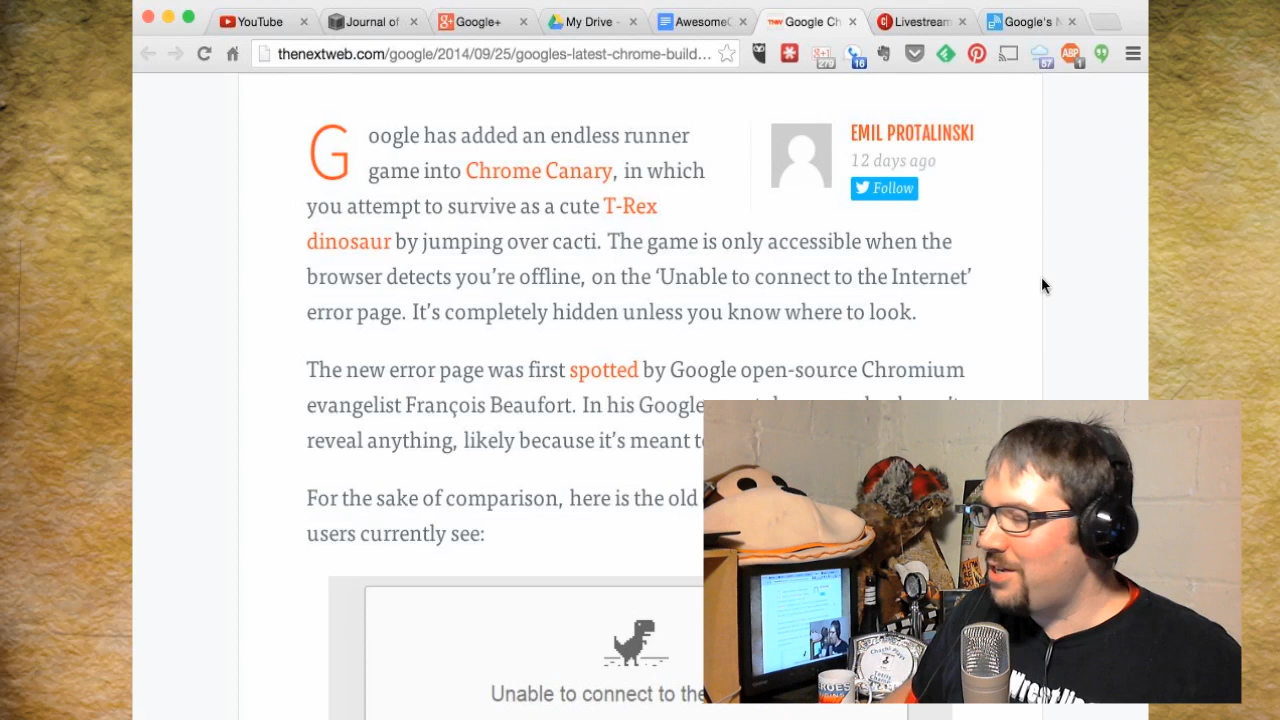 YouTube
Journal of
Google+
My Drive -
Awesome
Google Ch
Livestream
Google's
thenextweb.com/google/2014/09/25/googles-latest-chrome-build...
279
16
57
ABP
1
Google has added an endless runner
game into Chrome Canary, in which
you attempt to survive as a cute T-Rex
dinosaur by jumping over cacti. The game is only accessible when the
browser detects you’re offline, on the ‘Unable to connect to the Internet’
error page. It’s completely hidden unless you know where to look.
EMIL PROTALINSKI
12 days ago
Follow
The new error page was first spotted by Google open-source Chromium
evangelist François Beaufort. In his Google
reveal anything, likely because it’s meant
For the sake of comparison, here is the old
users currently see:
Unable to connect to the